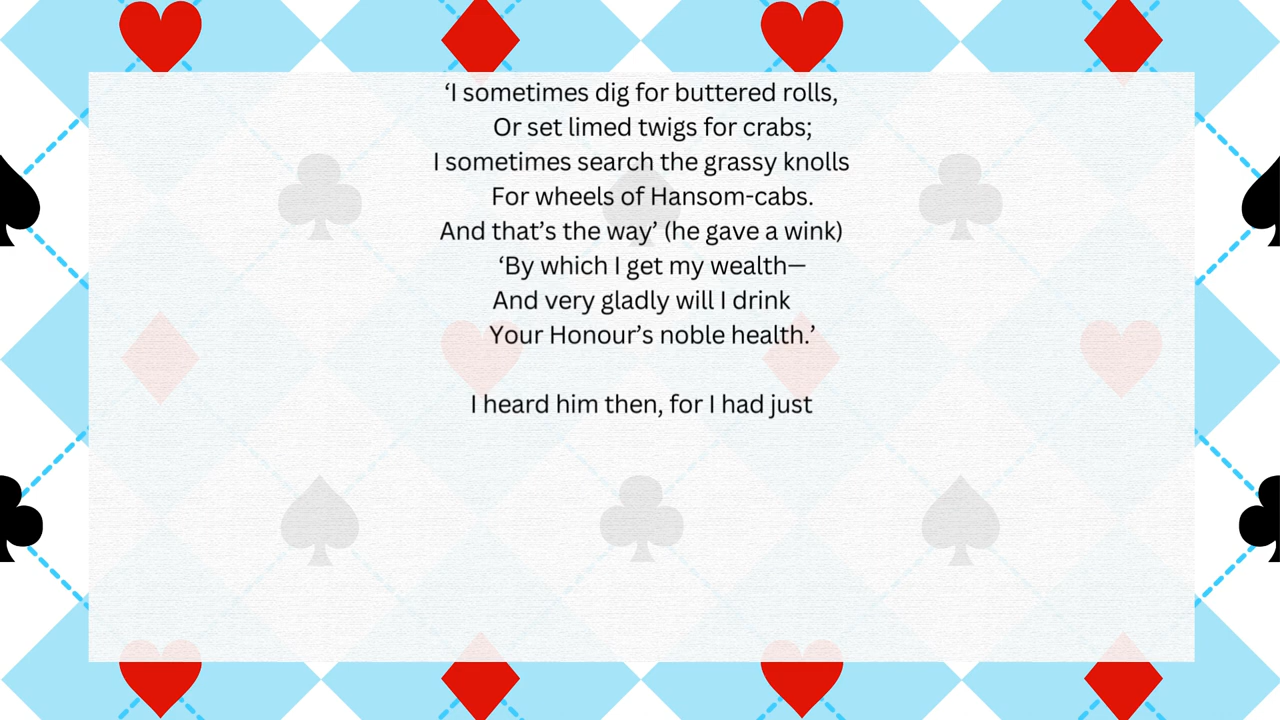 ‘I sometimes dig for buttered rolls,
Or set limed twigs for crabs;
I sometimes search the grassy knolls
For wheels of Hansom-cabs.
And that’s the way’ (he gave a wink)
‘By which I get my wealth—
And very gladly will I drink
Your Honour’s noble health.’
I heard him then, for I had just